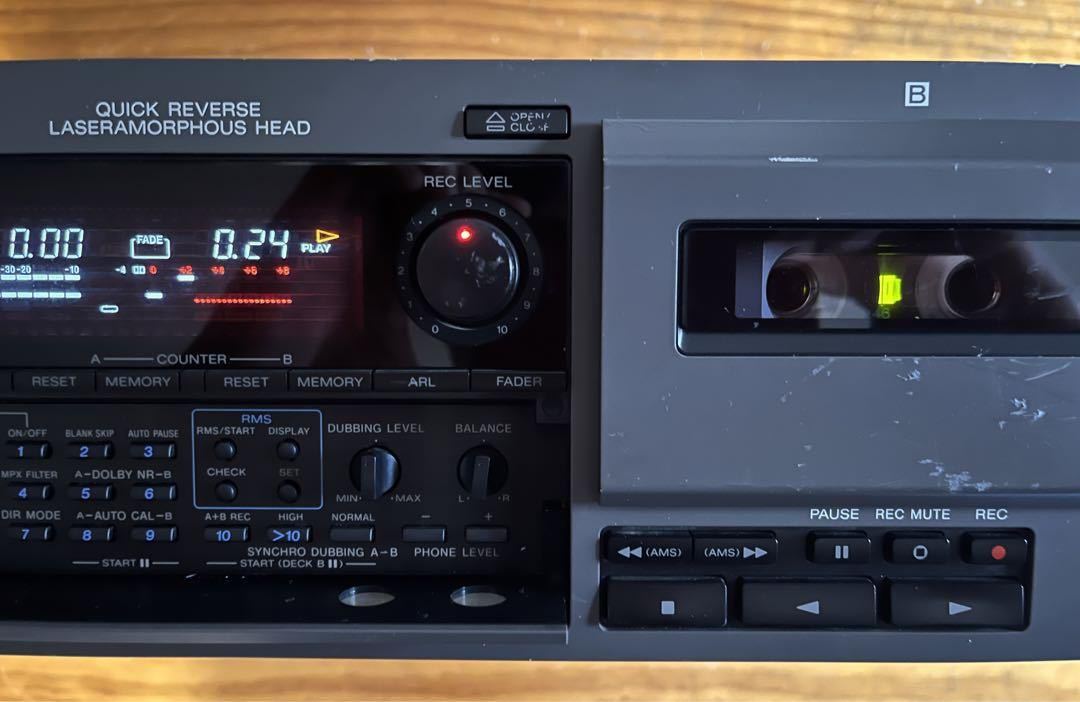 QUICK REVERSE
LASERAMORPHOUS HEAD
OPEN/
CLOSE
B
REC LEVEL
0 1 2 3 4 5 6 7 8 9 10
0.00
FADE
0.24
PLAY
-30 -20 -10 -4 0 +2 +4 +6 +8
A COUNTER B
RESET MEMORY RESET MEMORY ARL FADER
RMS
ON/OFF BLANK SKIP AUTO PAUSE RMS/START DISPLAY DUBBING LEVEL BALANCE
1 2 3
MPX FILTER A-DOLBY NR-B CHECK SET
4 5 6 MIN MAX L R
DIR MODE A-AUTO CAL-B A+B REC HIGH NORMAL - +
7 8 9 10 >10
SYNCHRO DUBBING A-B PHONE LEVEL
START START (DECK B)
PAUSE REC MUTE REC
(AMS) (AMS)